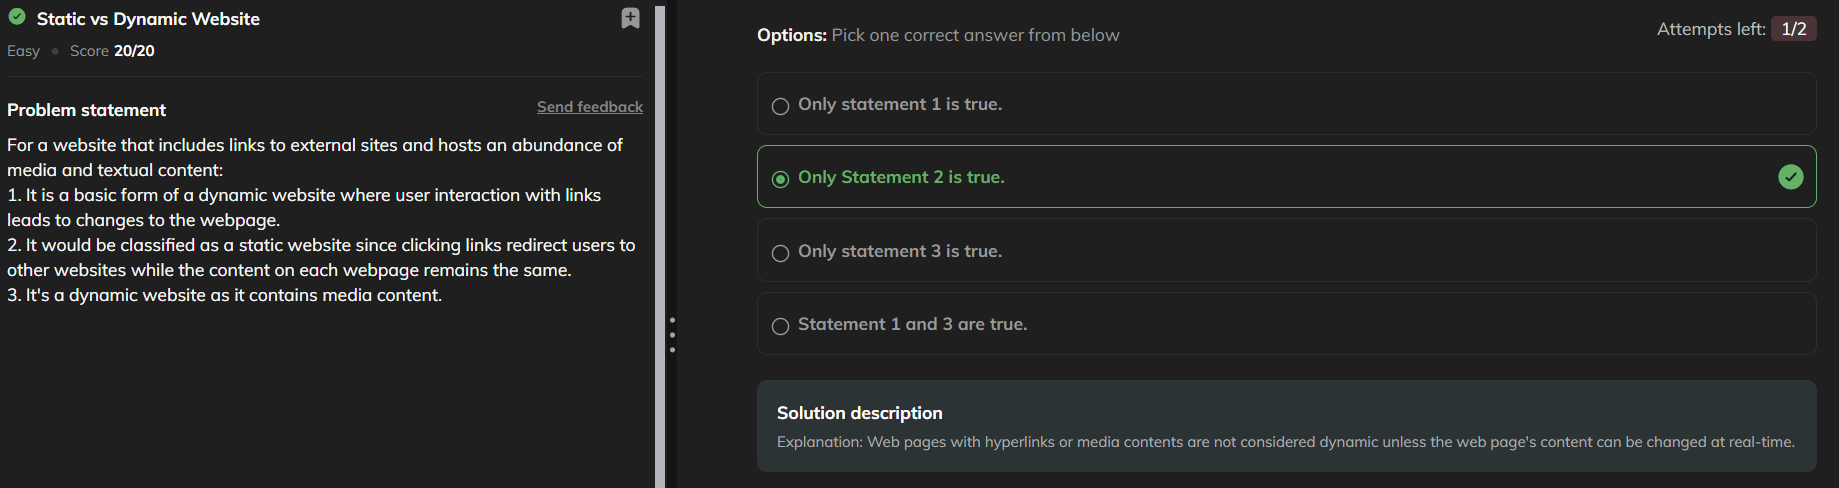 Static vs Dynamic Website
Easy Score 20/20
Problem statement
Send feedback
For a website that includes links to external sites and hosts an abundance of
media and textual content:
1. It is a basic form of a dynamic website where user interaction with links
leads to changes to the webpage.
2. It would be classified as a static website since clicking links redirect users to
other websites while the content on each webpage remains the same.
3. It's a dynamic website as it contains media content.
Options: Pick one correct answer from below
Attempts left: 1/2
Only statement 1 is true.
Only Statement 2 is true.
Only statement 3 is true.
Statement 1 and 3 are true.
Solution description
Explanation: Web pages with hyperlinks or media contents are not considered dynamic unless the web page's content can be changed at real-time.